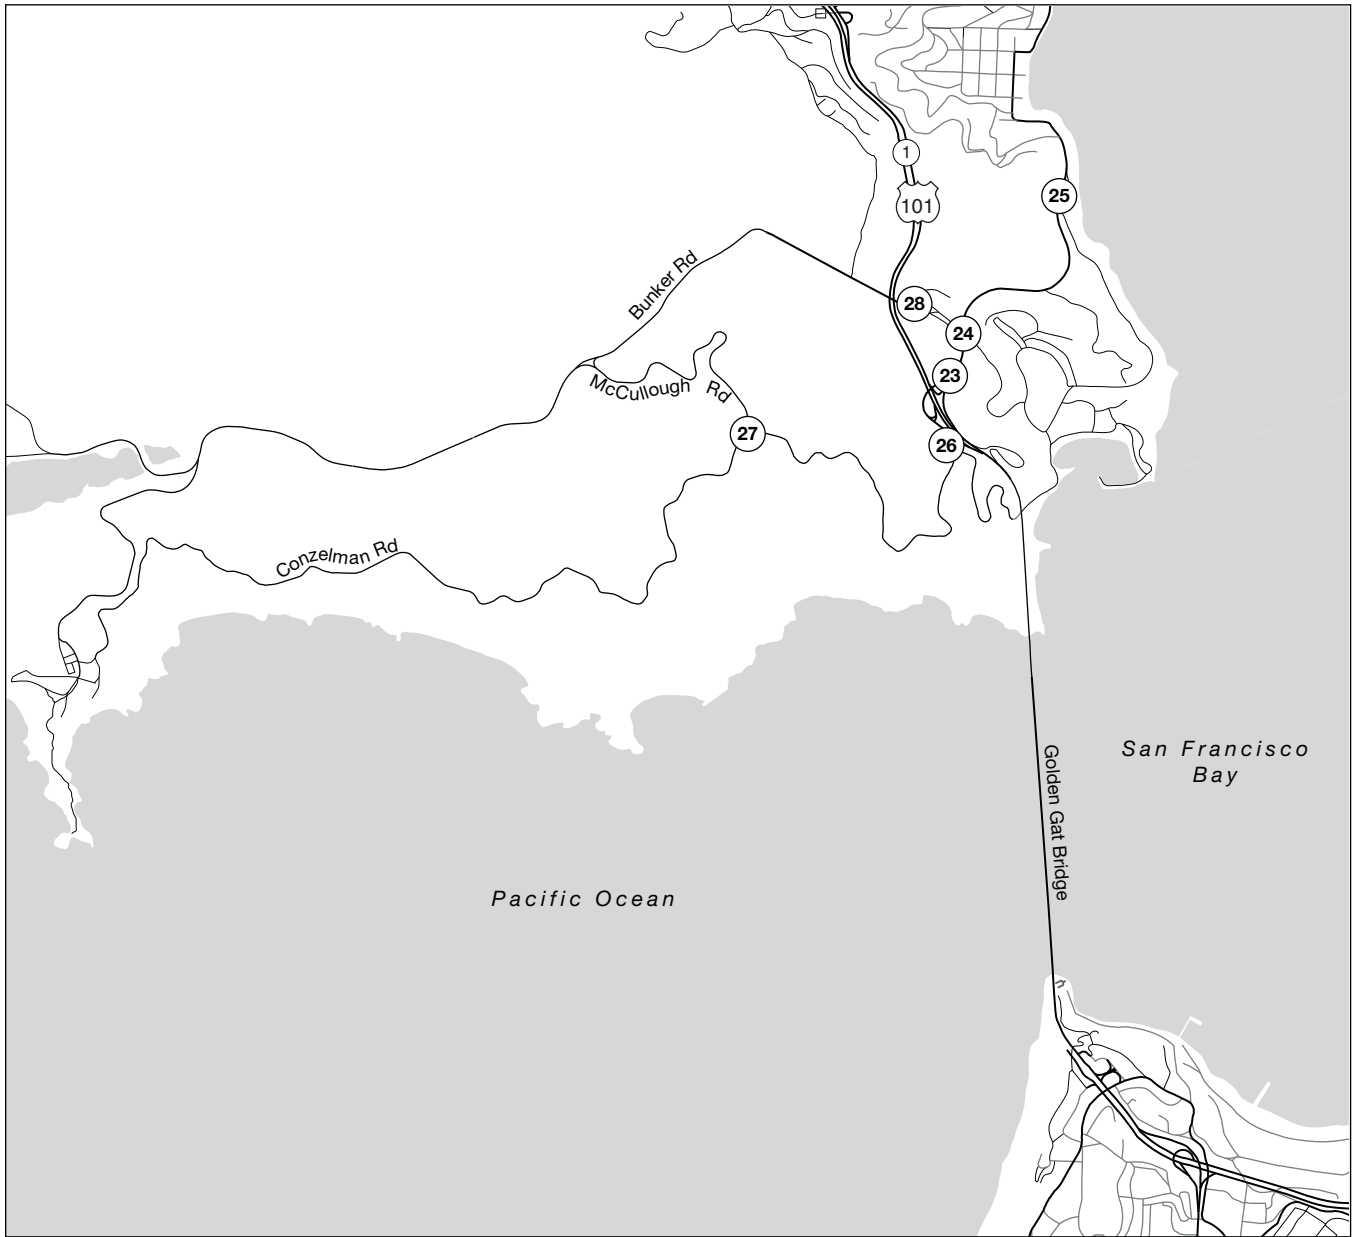 1
101
25
Bunker Rd
28
24
23
McCullough Rd
27
26
Conzelman Rd
San Francisco
Bay
Golden Gat Bridge
Pacific Ocean